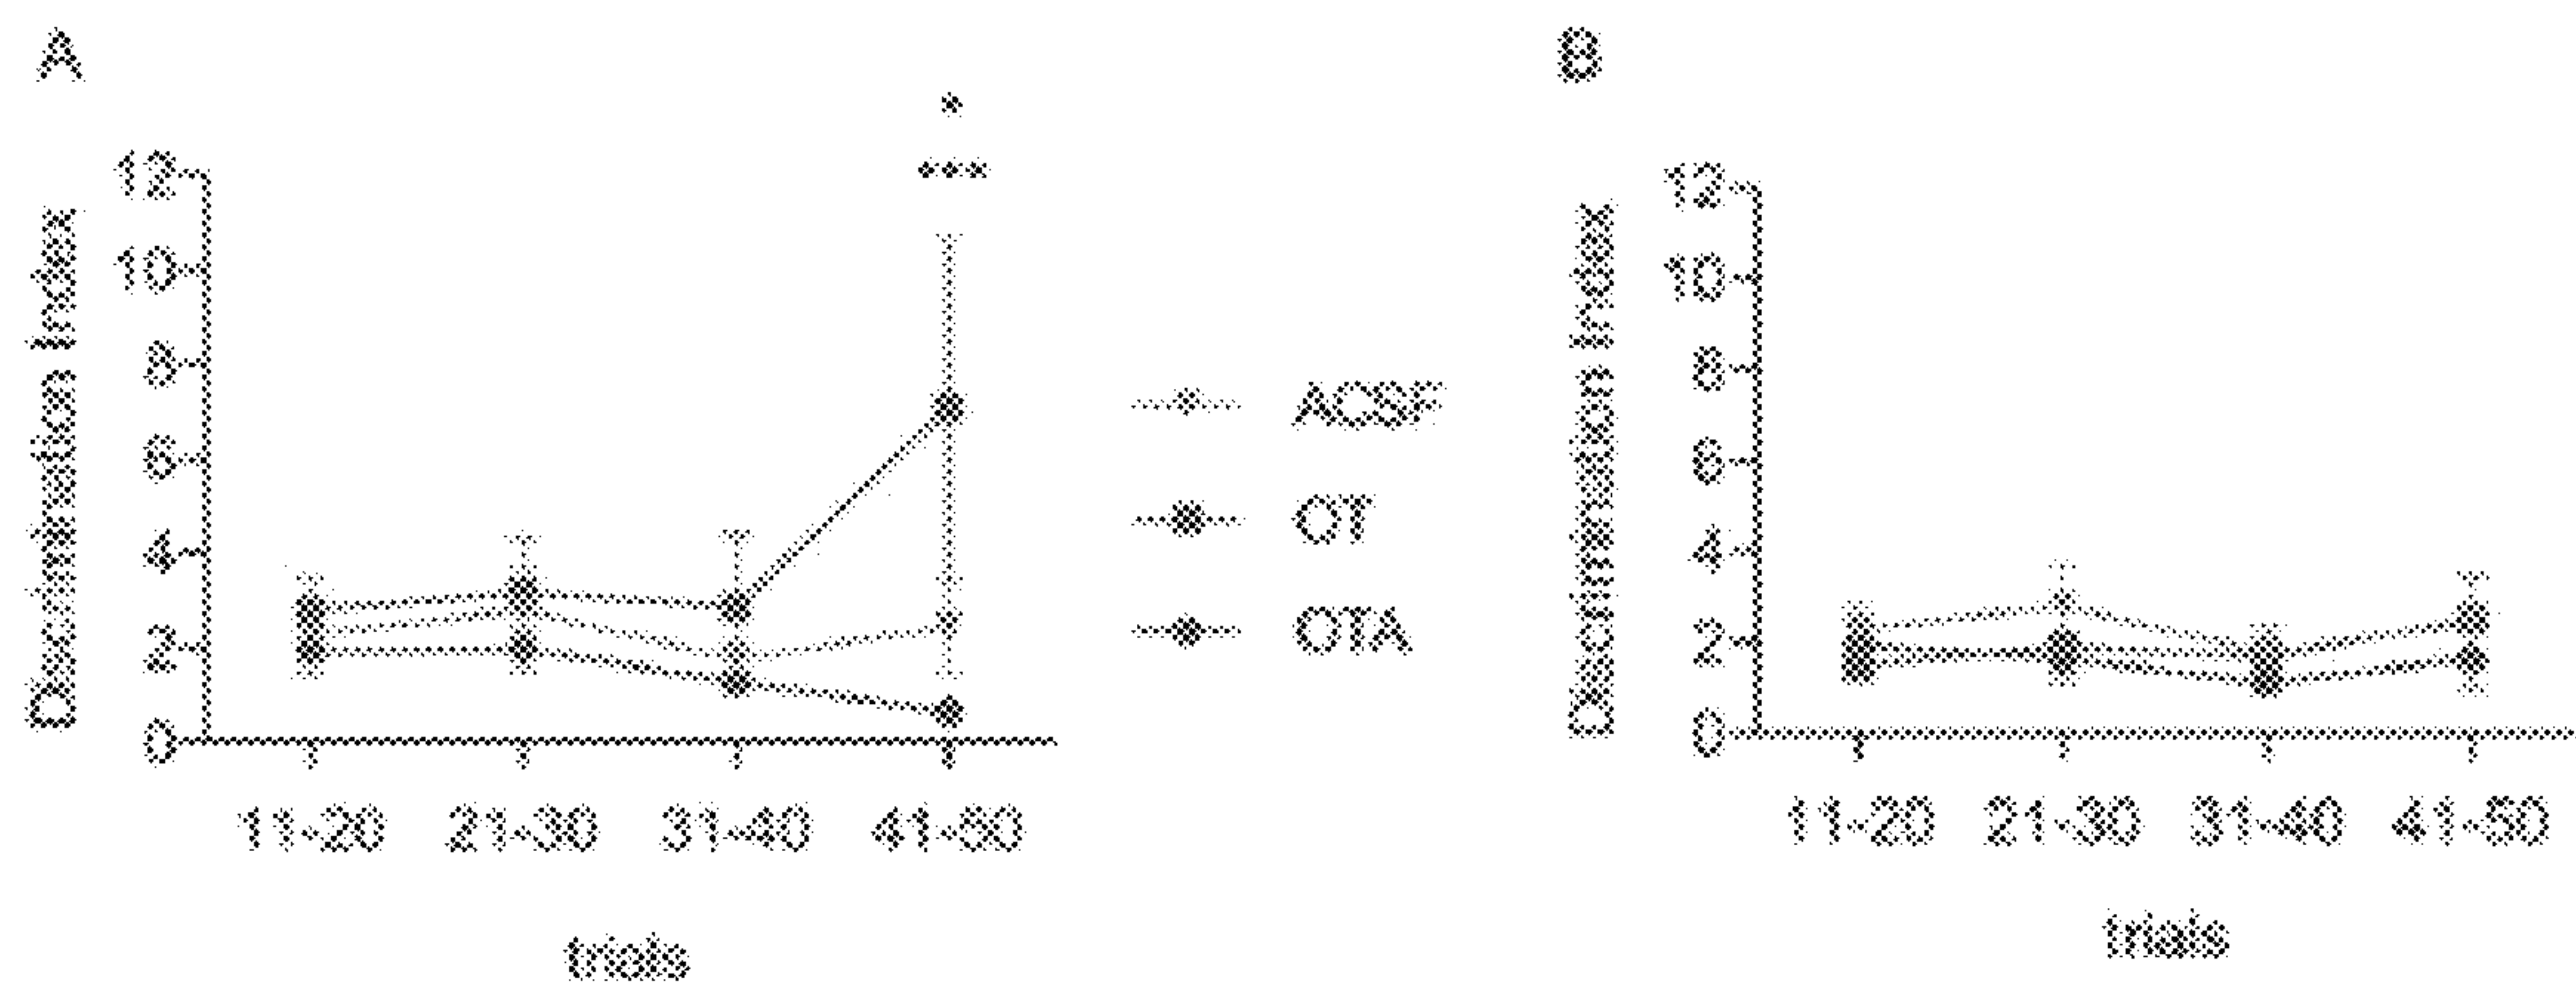 A
*
***
12
10
8
6
4
2
0
Discrimination Index
11-20 21-30 31-40 41-50
trials
ACSF
OT
OTA
B
12
10
8
6
4
2
0
Discrimination Index
11-20 21-30 31-40 41-50
trials